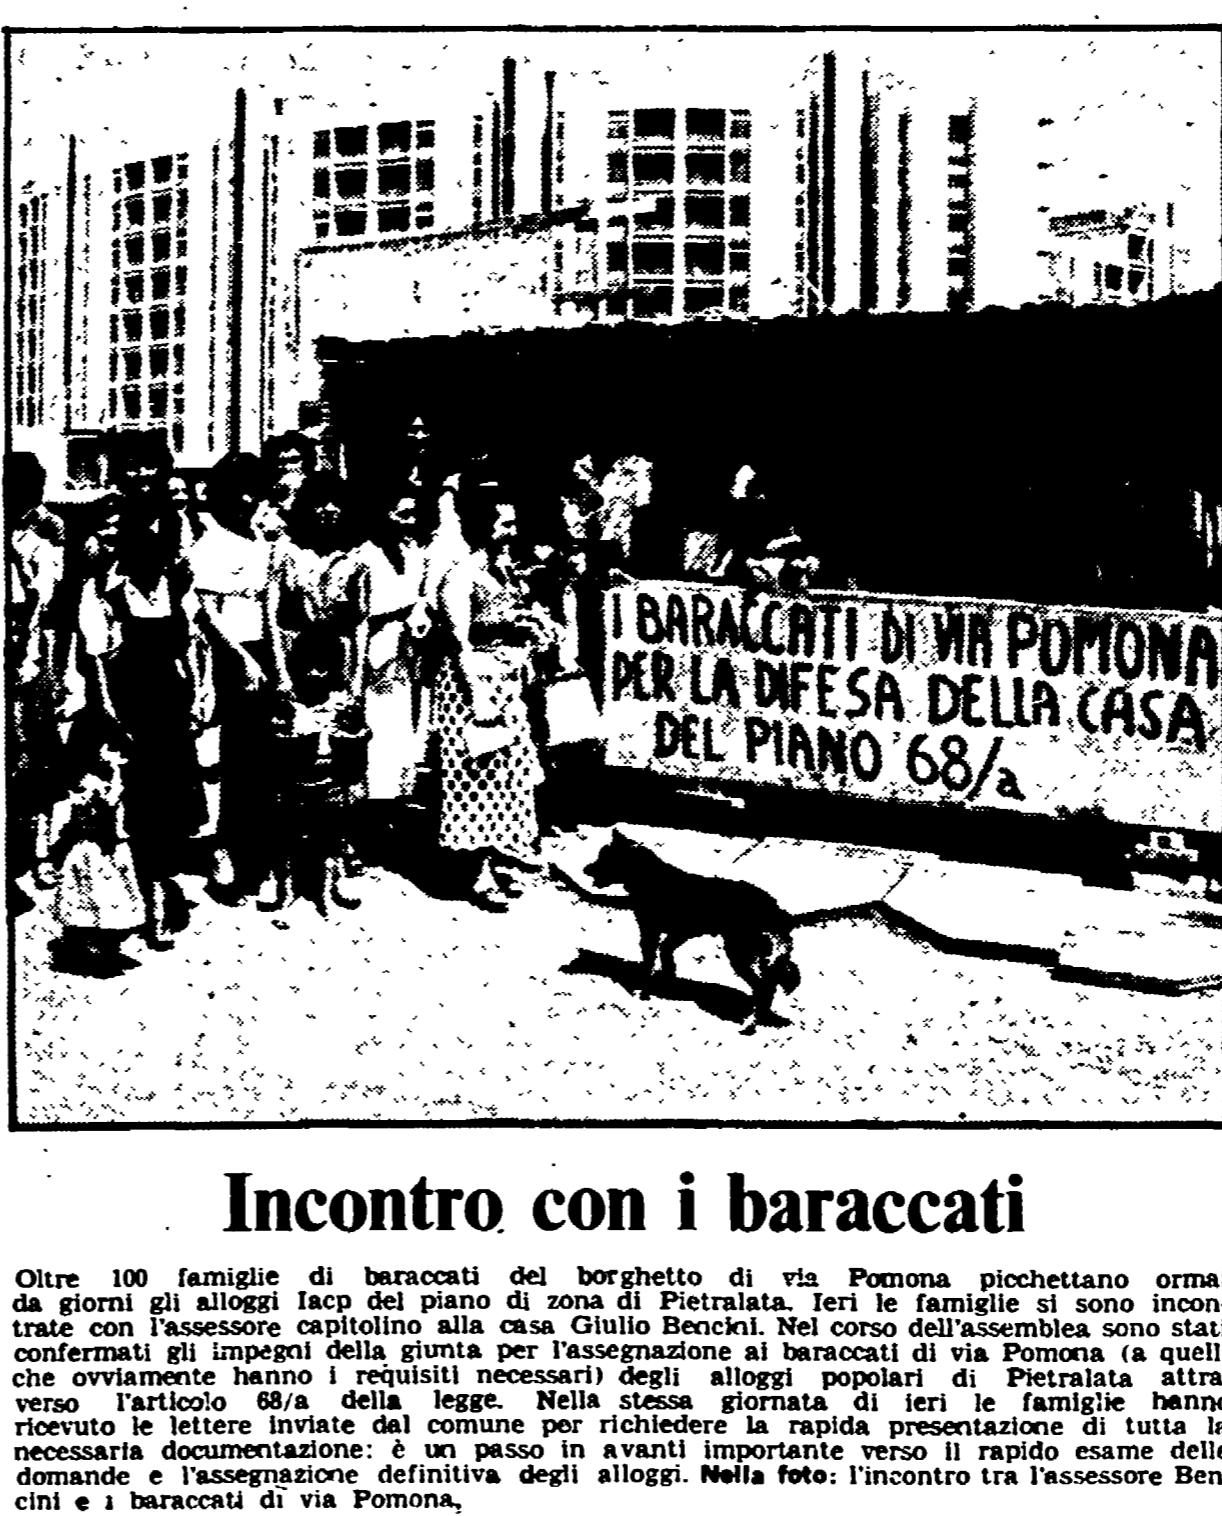 I BARACCATI DI VIA POMONA
PER LA DIFESA DELLA CASA
DEL PIANO '68/a
Incontro con i baraccati
Oltre 100 famiglie di baraccati del borghetto di via Pomona picchettano orma
da giorni gli alloggi Iacp del piano di zona di Pietralata. Ieri le famiglie si sono incon-
trate con l'assessore capitolino alla casa Giulio Bencini. Nel corso dell'assemblea sono stati
confermati gli impegni della giunta per l'assegnazione ai baraccati di via Pomona (a quell
che ovviamente hanno i requisiti necessari) degli alloggi popolari di Pietralata attra-
verso l'articolo 68/a della legge. Nella stessa giornata di ieri le famiglie hanno
ricevuto le lettere inviate dal comune per richiedere la rapida presentazione di tutta la
necessaria documentazione: è un passo in avanti importante verso il rapido esame delle
domande e l'assegnazione definitiva degli alloggi. Nella foto: l'incontro tra l'assessore Ben-
cini e i baraccati di via Pomona.